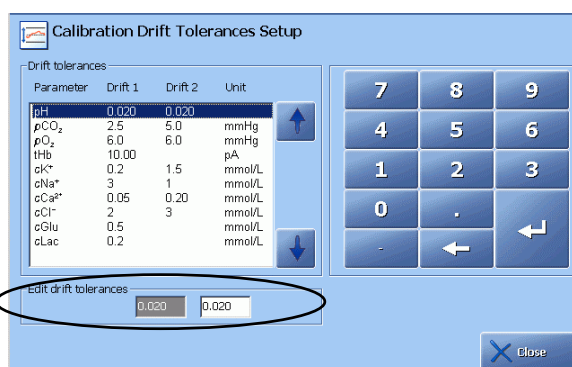 Calibration Drift Tolerances Setup
Drift tolerances
Parameter Drift 1 Drift 2 Unit
pH 0.020 0.020
pCO₂ 2.5 5.0 mmHg
pO₂ 6.0 6.0 mmHg
tHb 10.00 pA
cK⁺ 0.2 1.5 mmol/L
cNa⁺ 3 1 mmol/L
cCa²⁺ 0.05 0.20 mmol/L
cCl⁻ 2 3 mmol/L
cGlu 0.5 mmol/L
cLac 0.2 mmol/L
7 8 9
4 5 6
1 2 3
0 .
-
Edit drift tolerances
0.020 0.020
Close